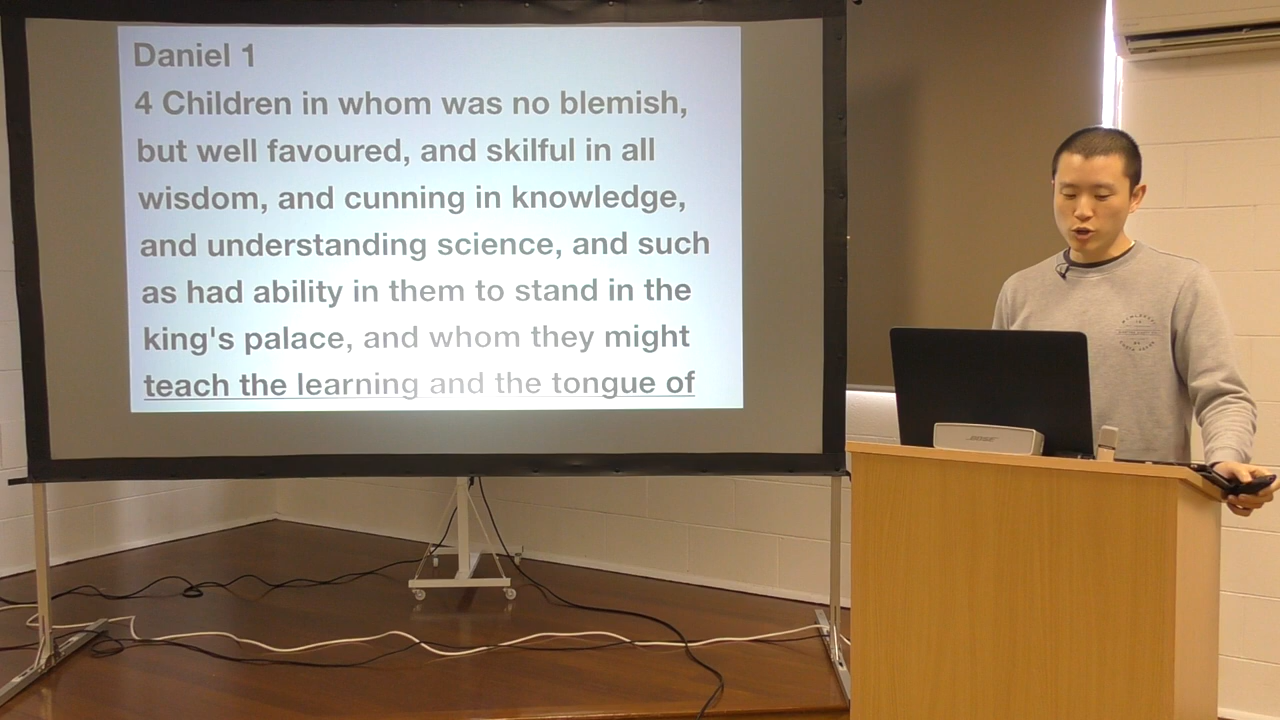 Daniel 1
4 Children in whom was no blemish,
but well favoured, and skilful in all
wisdom, and cunning in knowledge,
and understanding science, and such
as had ability in them to stand in the
king's palace, and whom they might
teach the learning and the tongue of